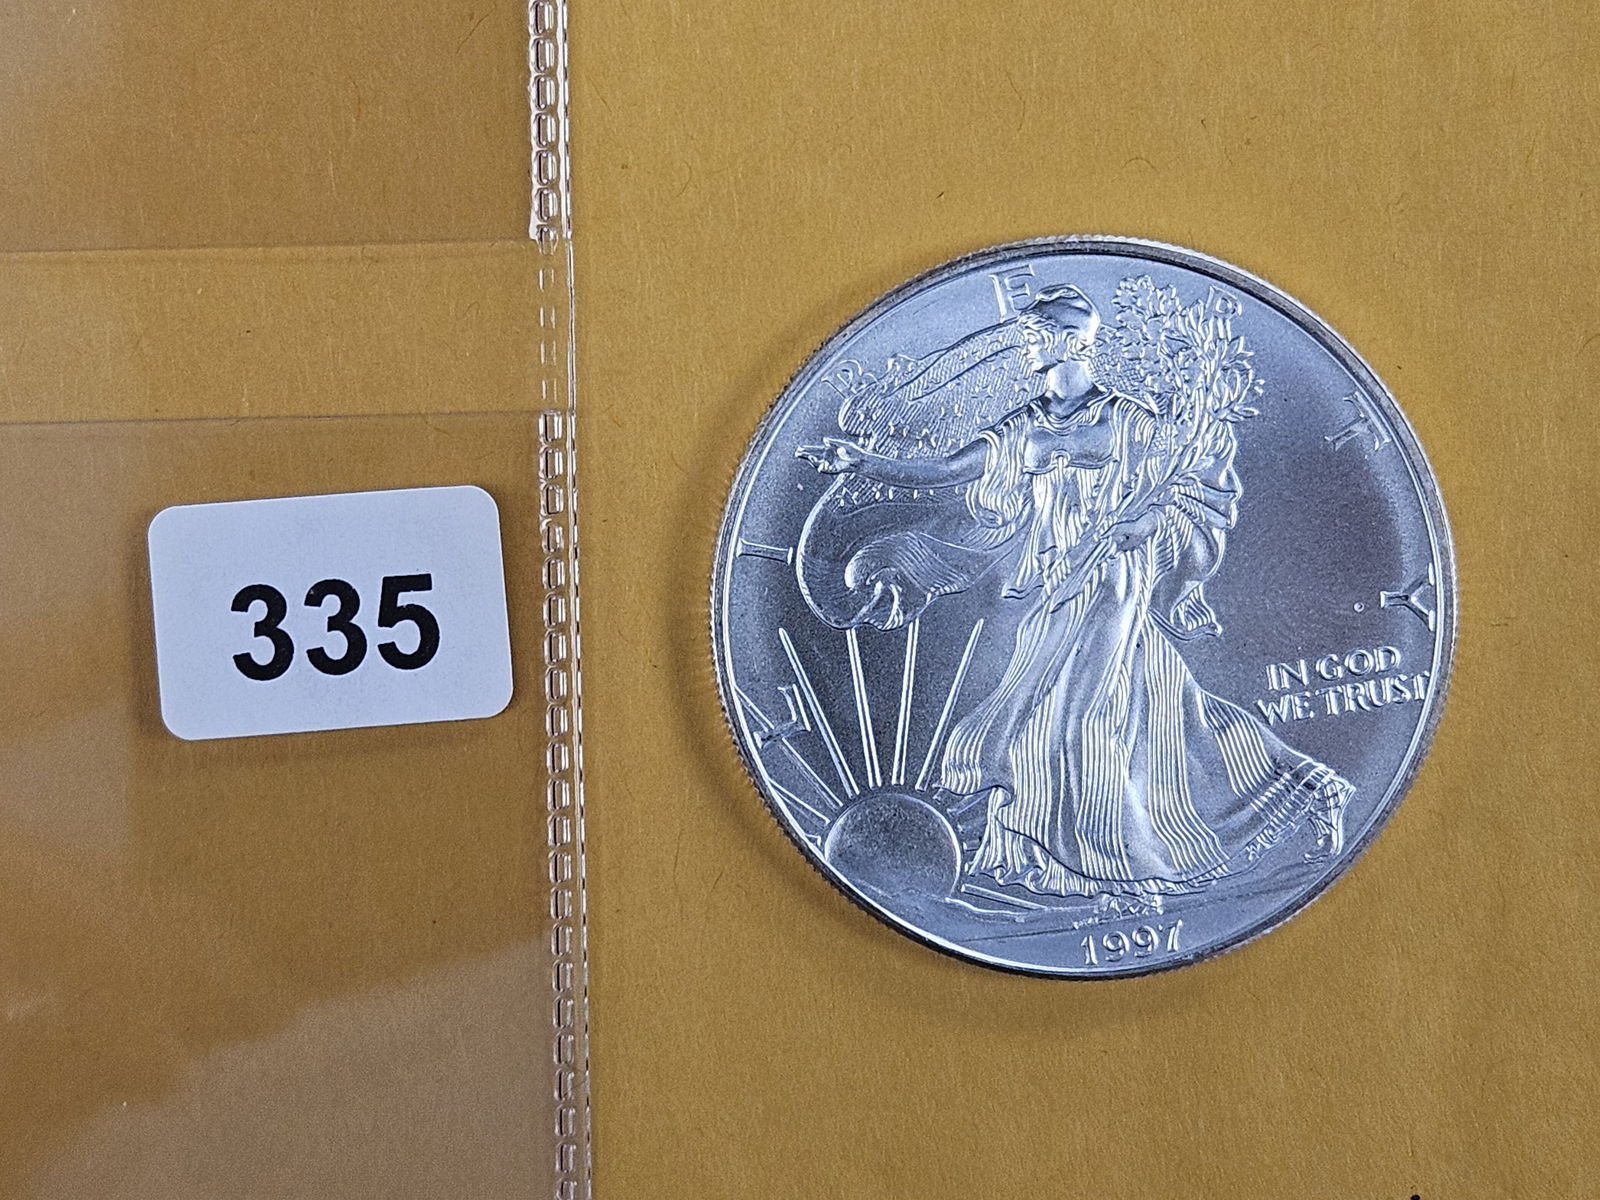 335
LIBERTY
IN GOD
WE TRUST
1997